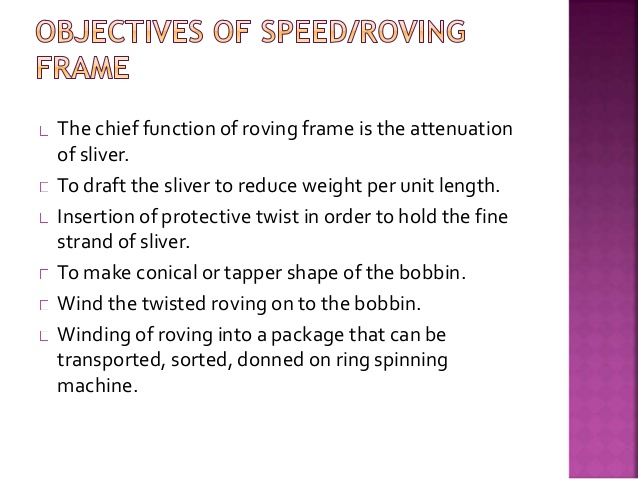 OBJECTIVES OF SPEED/ROVING
FRAME
The chief function of roving frame is the attenuation
of sliver.
To draft the sliver to reduce weight per unit length.
Insertion of protective twist in order to hold the fine
strand of sliver.
To make conical or tapper shape of the bobbin.
Wind the twisted roving on to the bobbin.
Winding of roving into a package that can be
transported, sorted, donned on ring spinning
machine.